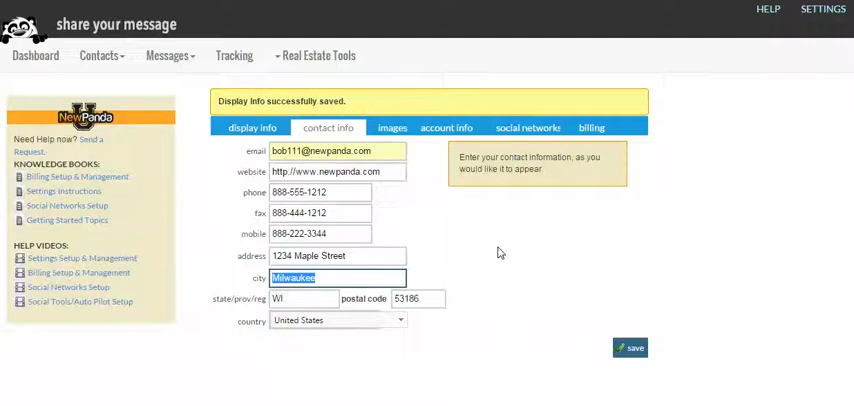 HELP SETTINGS
share your message
Dashboard Contacts Messages Tracking Real Estate Tools
NewPanda
U
Need Help now? Send a
Request.
KNOWLEDGE BOOKS:
Billing Setup & Management
Settings Instructions
Social Networks Setup
Getting Started Topics
HELP VIDEOS:
Settings Setup & Management
Billing Setup & Management
Social Networks Setup
Social Tools/Auto Pilot Setup
Display Info successfully saved.
display info contact info images account info social networks billing
email bob111@newpanda.com
website http://www.newpanda.com
phone 888-555-1212
fax 888-444-1212
mobile 888-222-3344
address 1234 Maple Street
city Milwaukee
state/prov/reg WI postal code 53186
country United States
Enter your contact information, as you
would like it to appear.
save